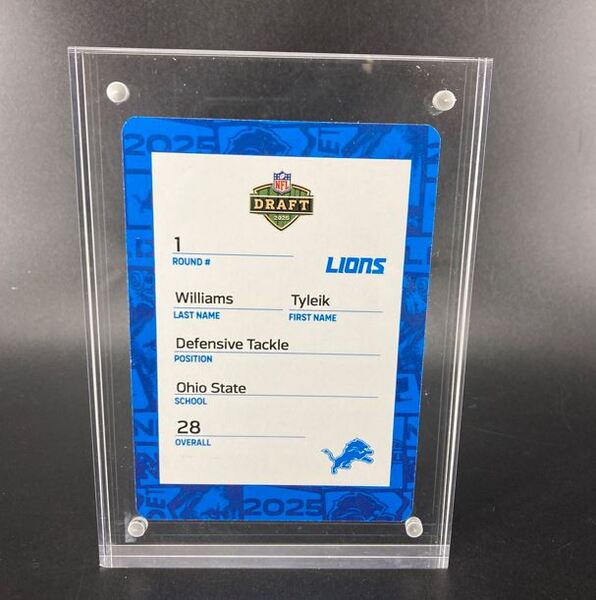 2025
NFL
DRAFT
2025
1
ROUND #
LIONS
Williams Tyleik
LAST NAME FIRST NAME
Defensive Tackle
POSITION
Ohio State
SCHOOL
28
OVERALL
2025